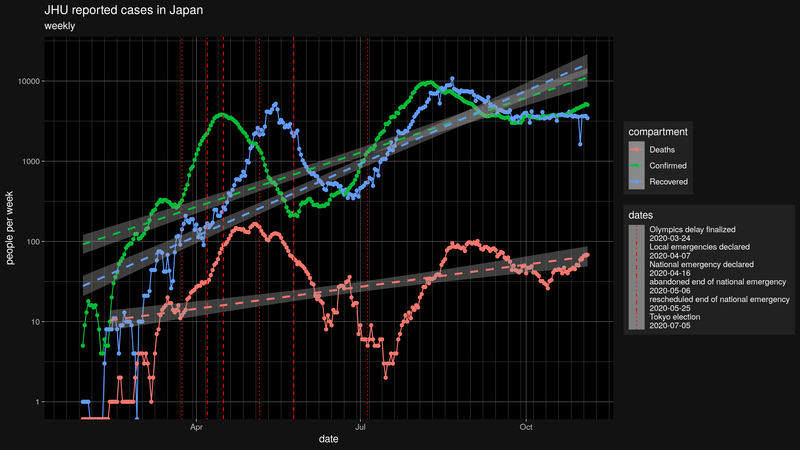 JHU reported cases in Japan
weekly
people per week
10000
1000
100
10
1
Apr
Jul
Oct
date
compartment
Deaths
Confirmed
Recovered
dates
Olympics delay finalized
2020-03-24
Local emergencies declared
2020-04-07
National emergency declared
2020-04-16
abandoned end of national emergency
2020-05-06
rescheduled end of national emergency
2020-05-25
Tokyo election
2020-07-05